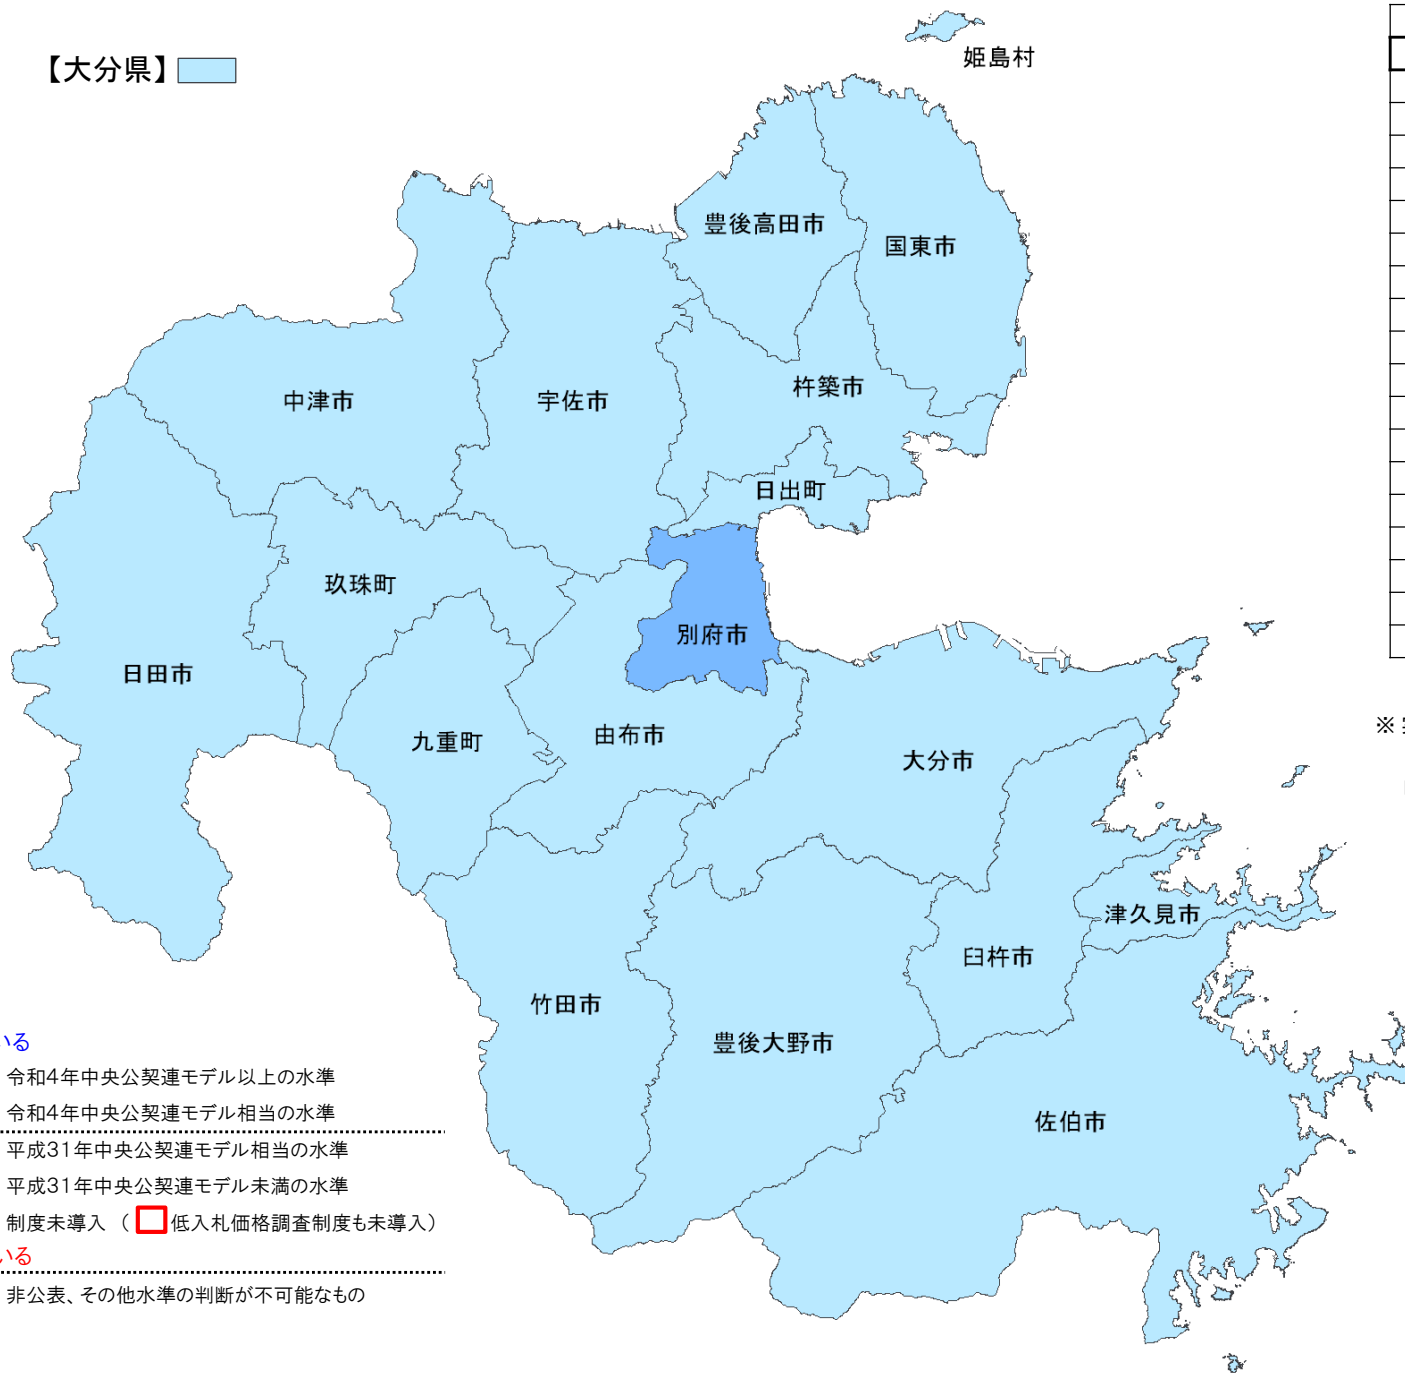 【大分県】
姫島村
豊後高田市
国東市
杵築市
中津市
宇佐市
日出町
玖珠町
別府市
日田市
九重町
由布市
大分市
津久見市
臼杵市
竹田市
豊後大野市
佐伯市
※
いる
令和4年中央公契連モデル以上の水準
令和4年中央公契連モデル相当の水準
平成31年中央公契連モデル相当の水準
平成31年中央公契連モデル未満の水準
制度未導入 ( 低入札価格調査制度も未導入)
いる
非公表、その他水準の判断が不可能なもの